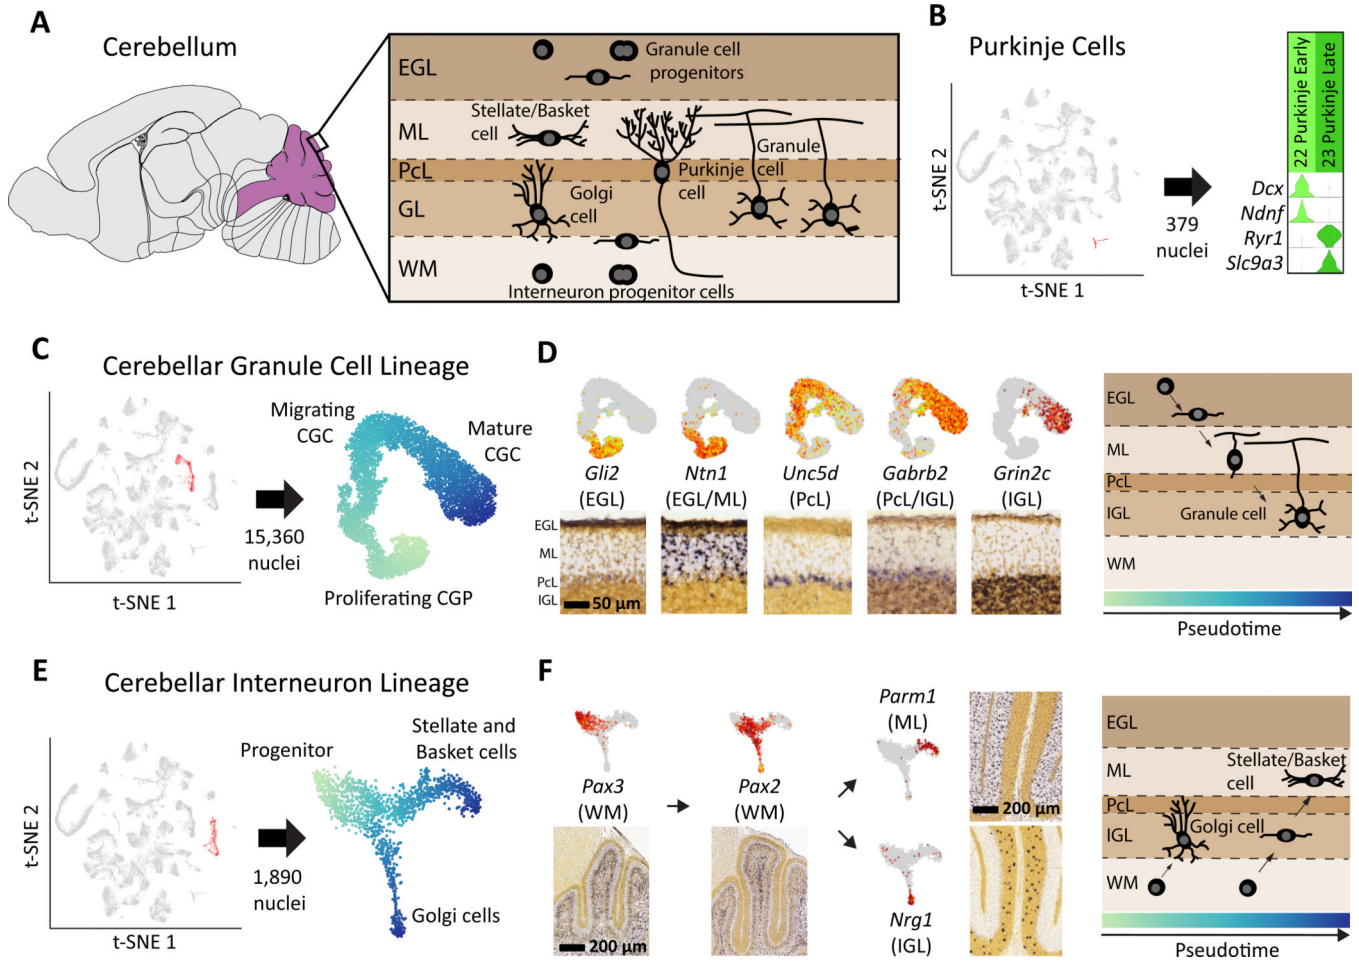 A
Cerebellum
EGL
ML
PcL
GL
WM
Granule cell
progenitors
Stellate/Basket
cell
Granule
cell
Purkinje
cell
Golgi
cell
Interneuron progenitor cells
B
Purkinje Cells
t-SNE 2
t-SNE 1
379
nuclei
22 Purkinje Early
23 Purkinje Late
Dcx
Ndnf
Ryr1
Slc9a3
C
Cerebellar Granule Cell Lineage
t-SNE 2
t-SNE 1
15,360
nuclei
Migrating
CGC
Mature
CGC
Proliferating CGP
D
Gli2
(EGL)
Ntn1
(EGL/ML)
Unc5d
(PcL)
Gabrb2
(PcL/IGL)
Grin2c
(IGL)
EGL
ML
PcL
IGL
50 µm
EGL
ML
PcL
IGL
WM
Granule cell
Pseudotime
E
Cerebellar Interneuron Lineage
t-SNE 2
t-SNE 1
1,890
nuclei
Progenitor
Stellate and
Basket cells
Golgi cells
F
Pax3
(WM)
200 µm
Pax2
(WM)
Parm1
(ML)
200 µm
Nrg1
(IGL)
EGL
ML
PcL
IGL
WM
Stellate/Basket
cell
Golgi cell
Pseudotime